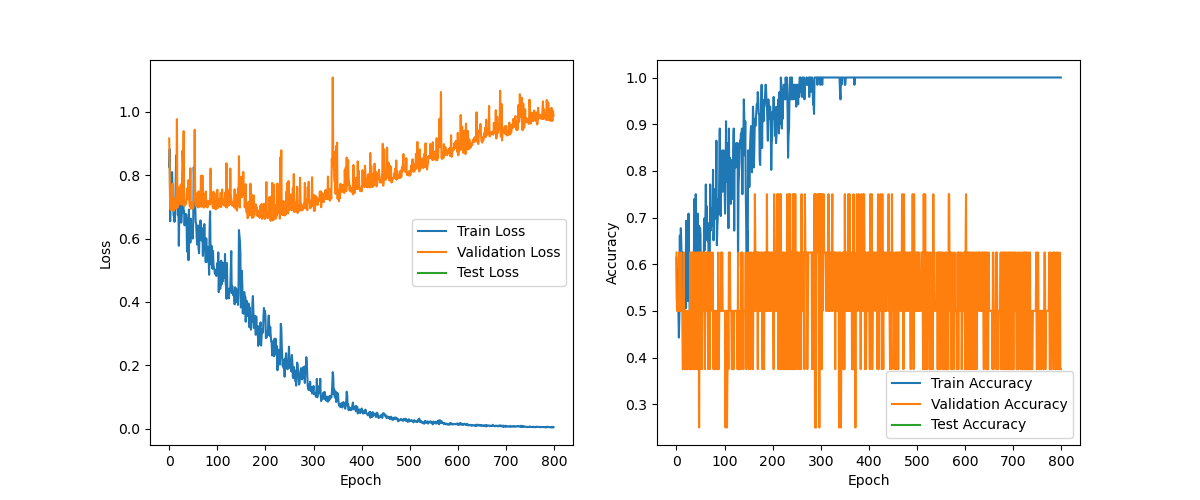 1.0
0.8
0.6
0.4
0.2
0.0
Loss
0 100 200 300 400 500 600 700 800
Epoch
Train Loss
Validation Loss
Test Loss
1.0
0.9
0.8
0.7
0.6
0.5
0.4
0.3
Accuracy
0 100 200 300 400 500 600 700 800
Epoch
Train Accuracy
Validation Accuracy
Test Accuracy